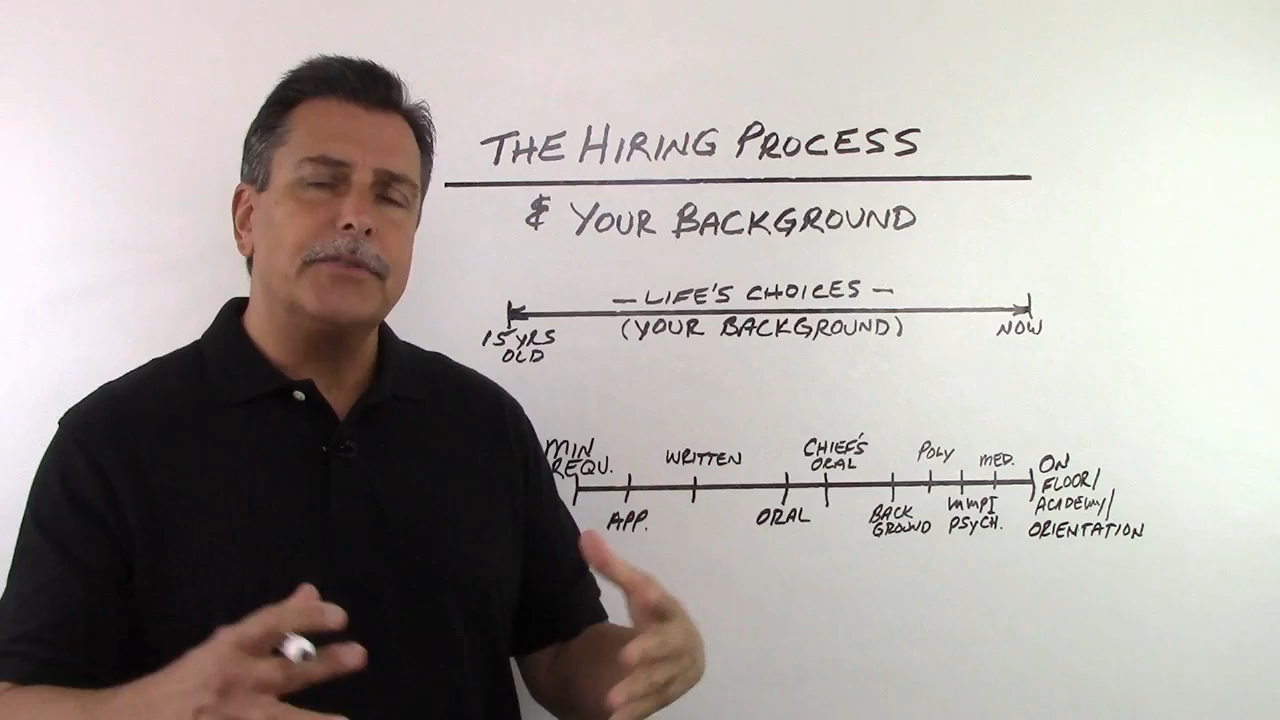 THE HIRING PROCESS
& YOUR BACKGROUND
— LIFE'S CHOICES —
(YOUR BACKGROUND)
15 YRS
OLD
NOW
MIN
REQU.
APP.
WRITTEN
ORAL
CHIEF'S
ORAL
BACK
GROUND
POLY
MMPI
PSYCH.
MED.
ON
FLOOR/
ACADEMY/
ORIENTATION